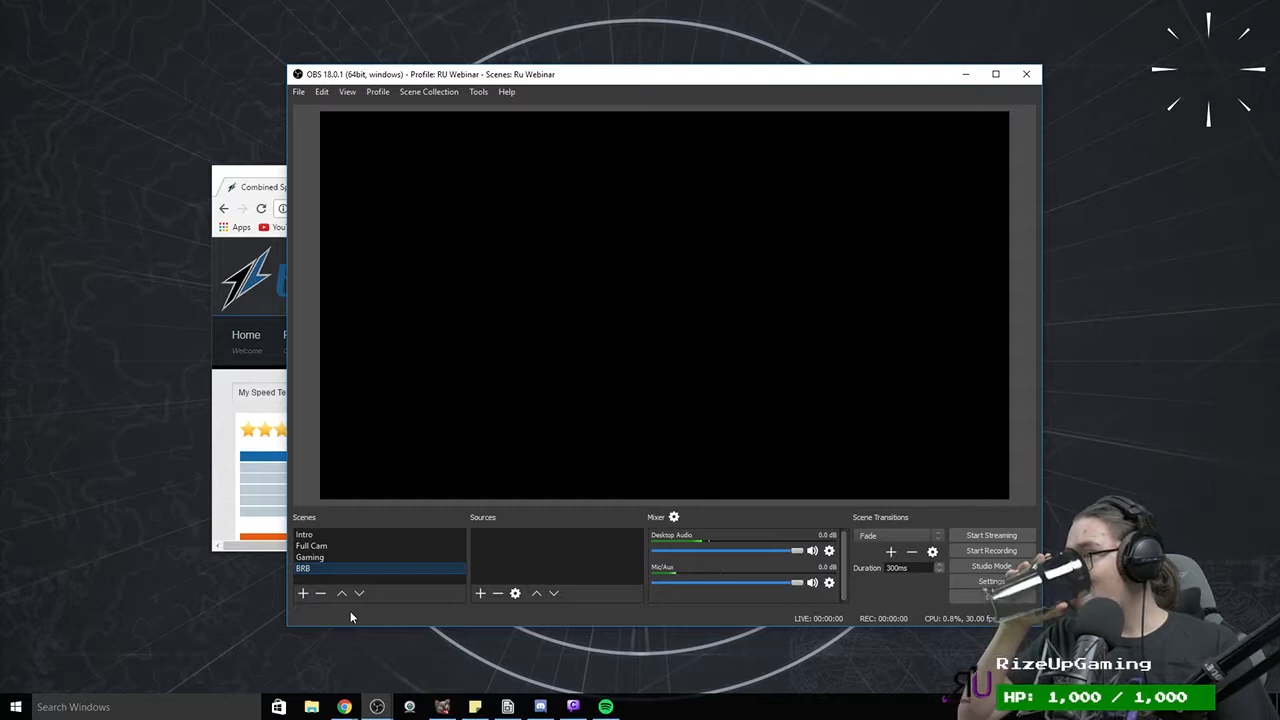 OBS 18.0.1 (64bit, windows) - Profile: RU Webinar - Scenes: Ru Webinar
File Edit View Profile Scene Collection Tools Help
Combined Sp
Apps You
Home
Welcome
My Speed Te
Scenes Sources Mixer Scene Transitions
Intro
Full Cam
Gaming
BRB
Desktop Audio 0.0 dB
Mic/Aux 0.0 dB
Fade
Duration 300ms
Start Streaming
Start Recording
Studio Mode
Settings
LIVE: 00:00:00 REC: 00:00:00 CPU: 0.8%, 30.00 fps
RizeUpGaming
RU
HP: 1,000 / 1,000
Search Windows